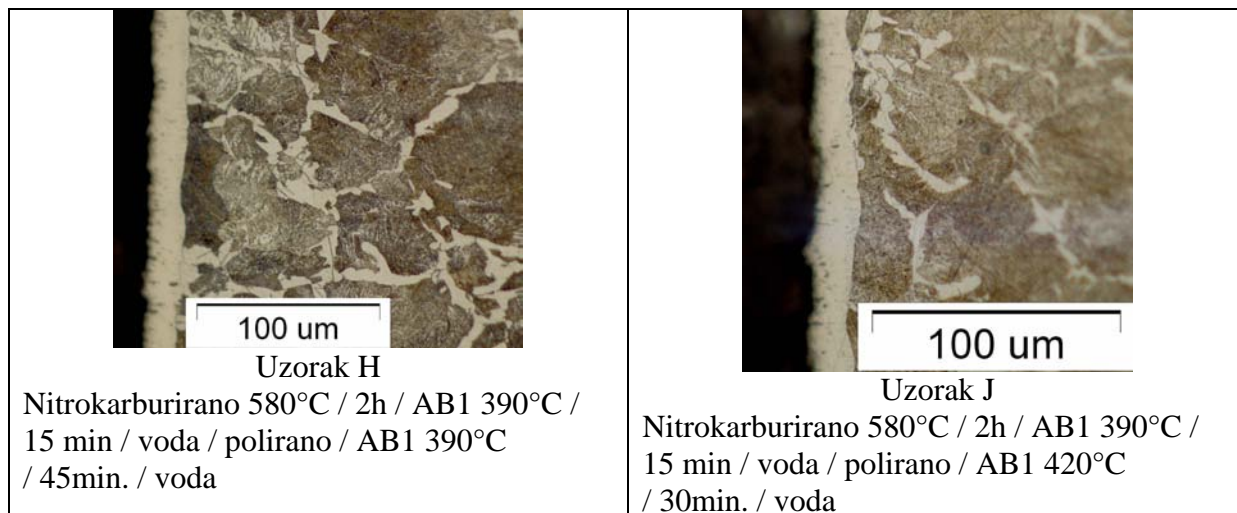 100 um
Uzorak H
Nitrokarburirano 580°C / 2h / AB1 390°C /
15 min / voda / polirano / AB1 390°C
/ 45min. / voda
100 um
Uzorak J
Nitrokarburirano 580°C / 2h / AB1 390°C /
15 min / voda / polirano / AB1 420°C
/ 30min. / voda